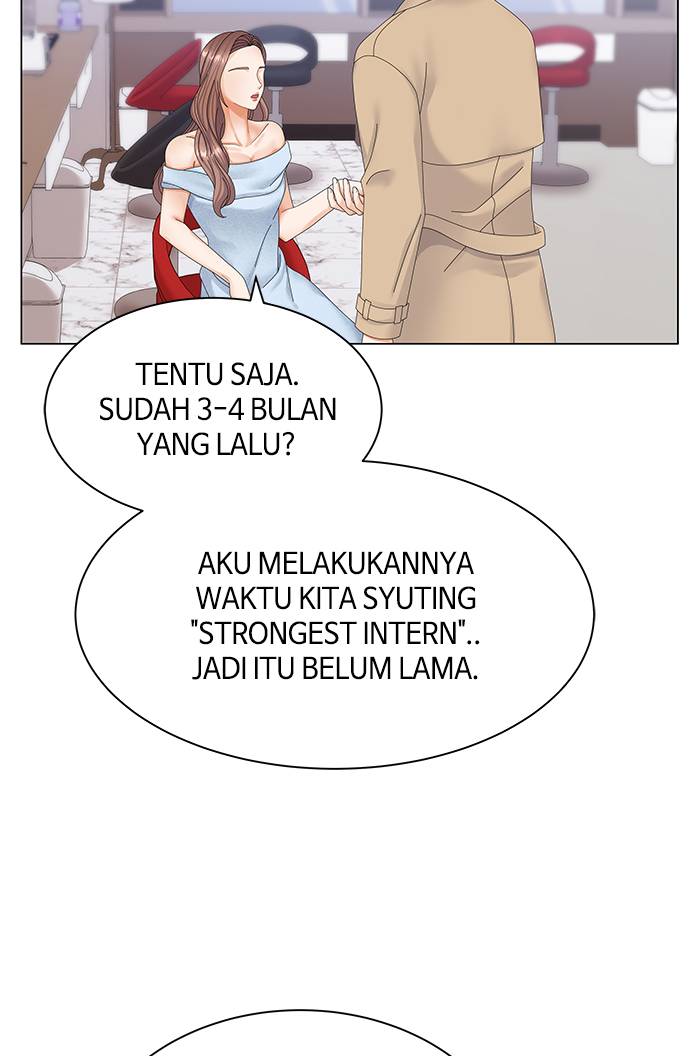 TENTU SAJA.
SUDAH 3-4 BULAN
YANG LALU?
AKU MELAKUKANNYA
WAKTU KITA SYUTING
"STRONGEST INTERN"..
JADI ITU BELUM LAMA.